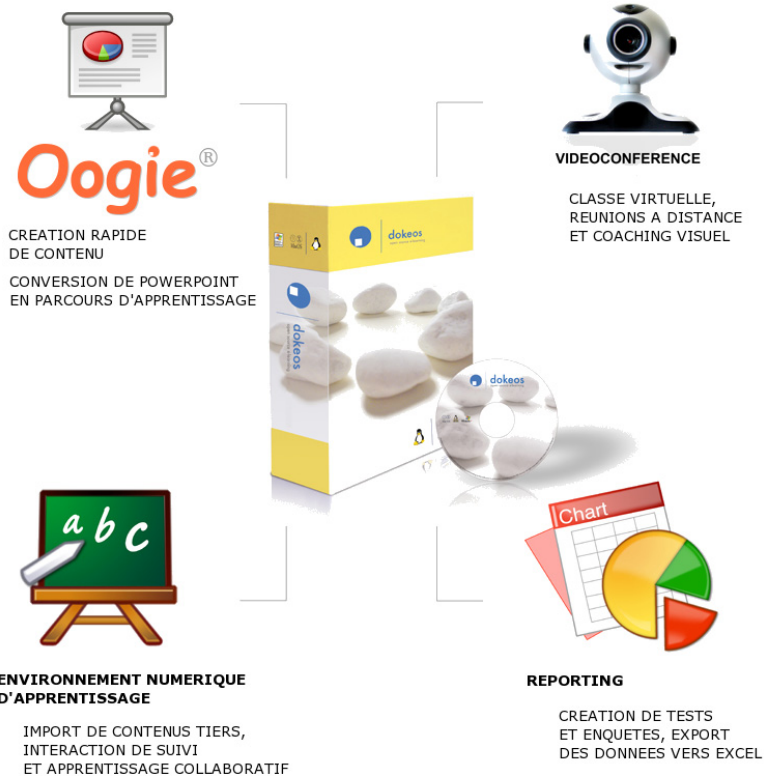 Oogie®
CREATION RAPIDE
DE CONTENU
CONVERSION DE POWERPOINT
EN PARCOURS D'APPRENTISSAGE
VIDEOCONFERENCE
CLASSE VIRTUELLE,
REUNIONS A DISTANCE
ET COACHING VISUEL
dokeos
dokeos
dokeos
a b c
ENVIRONNEMENT NUMERIQUE
D'APPRENTISSAGE
IMPORT DE CONTENUS TIERS,
INTERACTION DE SUIVI
ET APPRENTISSAGE COLLABORATIF
Chart
REPORTING
CREATION DE TESTS
ET ENQUETES, EXPORT
DES DONNEES VERS EXCEL